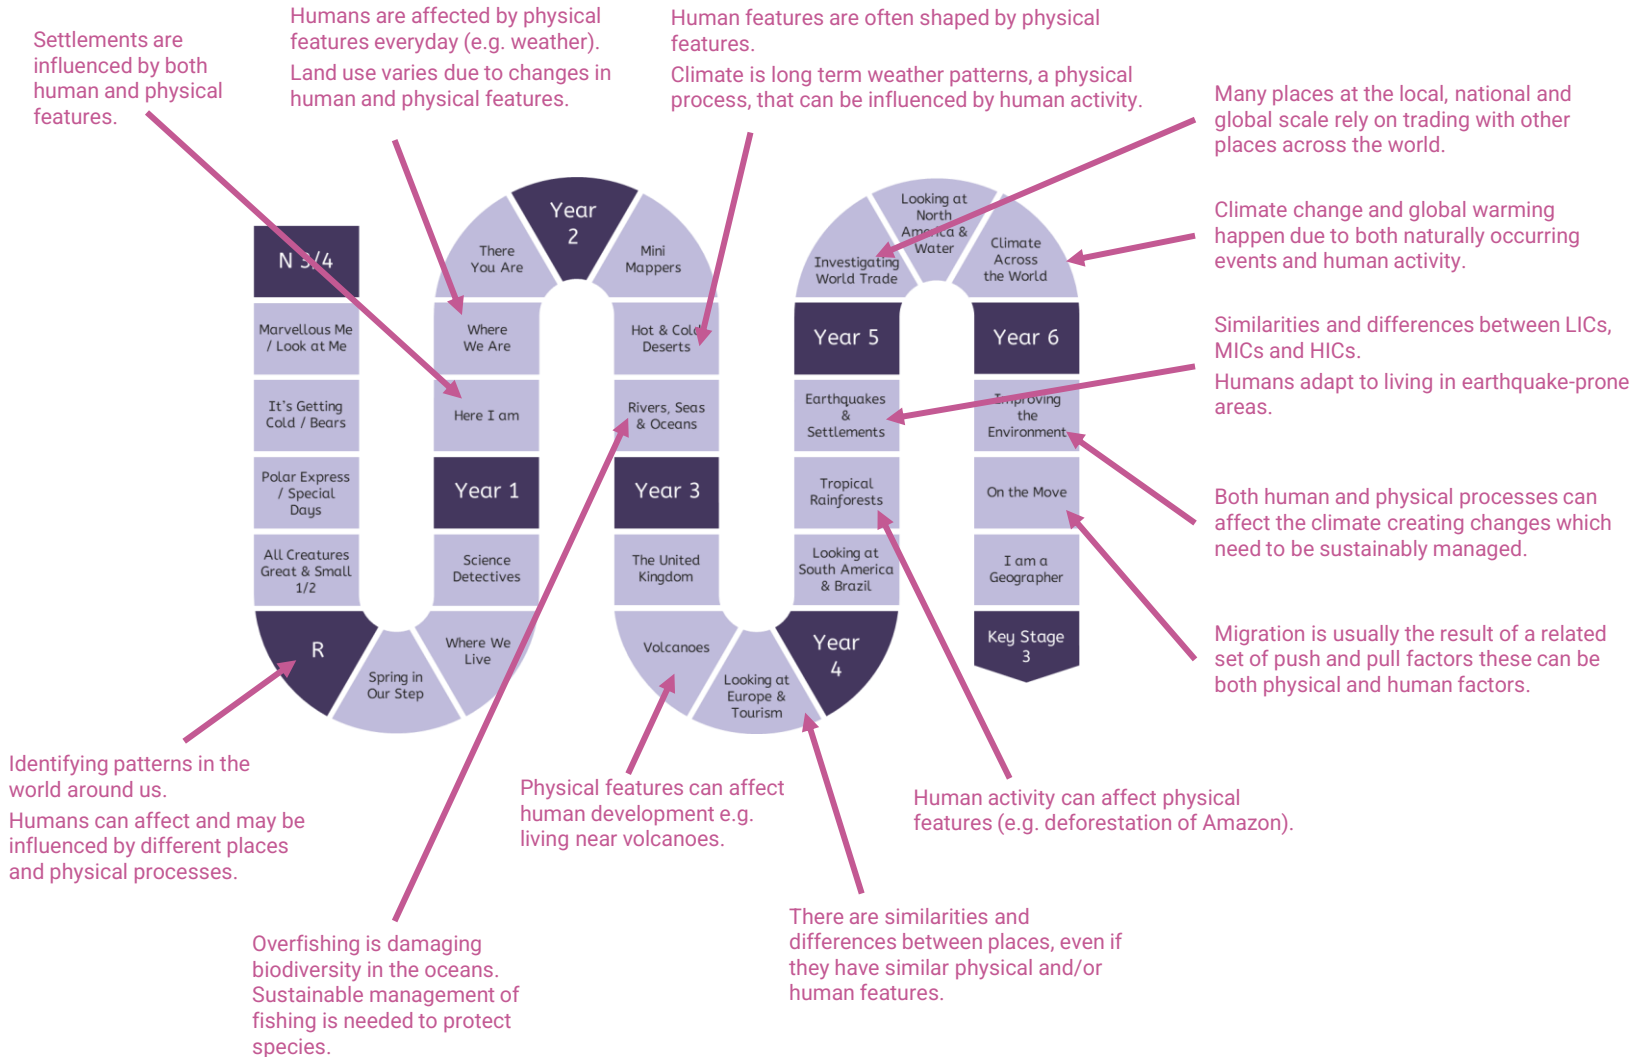 Settlements are
influenced by both
human and physical
features.
Humans are affected by physical
features everyday (e.g. weather).
Land use varies due to changes in
human and physical features.
Human features are often shaped by physical
features.
Climate is long term weather patterns, a physical
process, that can be influenced by human activity.
Many places at the local, national and
global scale rely on trading with other
places across the world.
Climate change and global warming
happen due to both naturally occurring
events and human activity.
Similarities and differences between LICs,
MICs and HICs.
Humans adapt to living in earthquake-prone
areas.
Both human and physical processes can
affect the climate creating changes which
need to be sustainably managed.
Migration is usually the result of a related
set of push and pull factors these can be
both physical and human factors.
N 3/4
Marvellous Me
/ Look at Me
It's Getting
Cold / Bears
Polar Express
/ Special
Days
All Creatures
Great & Small
1/2
R
Spring in
Our Step
Where We
Live
Science
Detectives
Year 1
Here I am
Where
We Are
There
You Are
Year
2
Mini
Mappers
Hot & Cold
Deserts
Rivers, Seas
& Oceans
Year 3
The United
Kingdom
Volcanoes
Looking at
Europe &
Tourism
Year
4
Looking at
South America
& Brazil
Tropical
Rainforests
Earthquakes
&
Settlements
Year 5
Investigating
World Trade
Looking at
North
America &
Water
Climate
Across
the World
Year 6
Improving
the
Environment
On the Move
I am a
Geographer
Key Stage
3
Identifying patterns in the
world around us.
Humans can affect and may be
influenced by different places
and physical processes.
Overfishing is damaging
biodiversity in the oceans.
Sustainable management of
fishing is needed to protect
species.
Physical features can affect
human development e.g.
living near volcanoes.
There are similarities and
differences between places, even if
they have similar physical and/or
human features.
Human activity can affect physical
features (e.g. deforestation of Amazon).